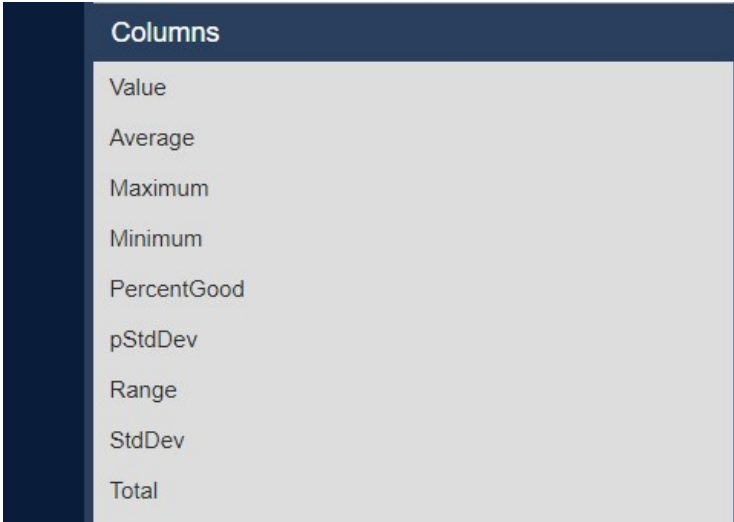 Columns
Value
Average
Maximum
Minimum
PercentGood
pStdDev
Range
StdDev
Total